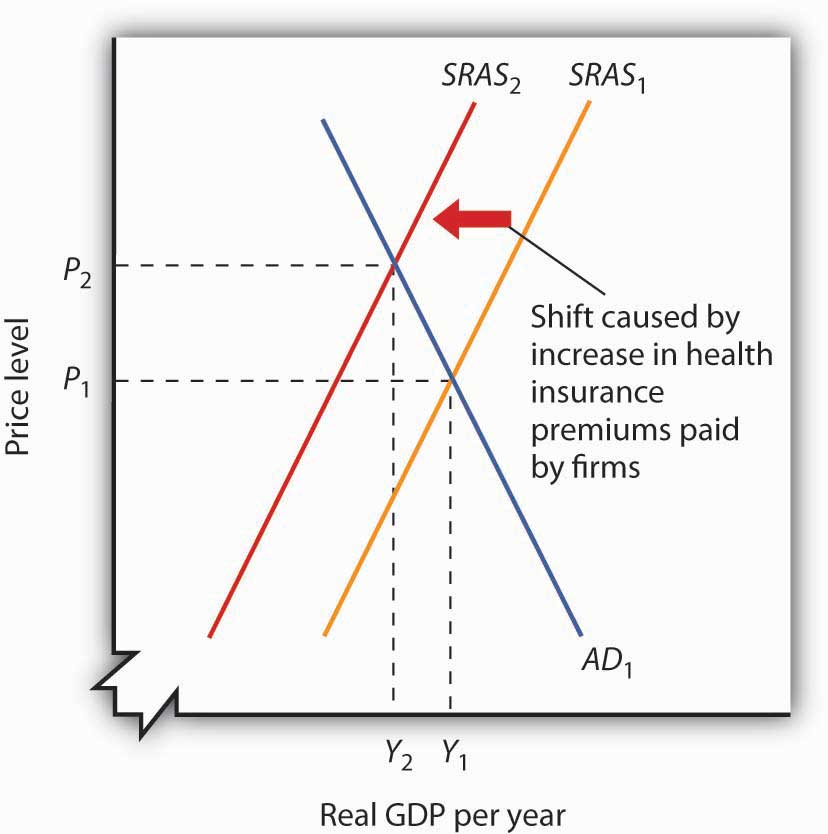 SRAS₂ SRAS₁
P₂
Shift caused by
increase in health
insurance
premiums paid
by firms
P₁
Price level
AD₁
Y₂ Y₁
Real GDP per year